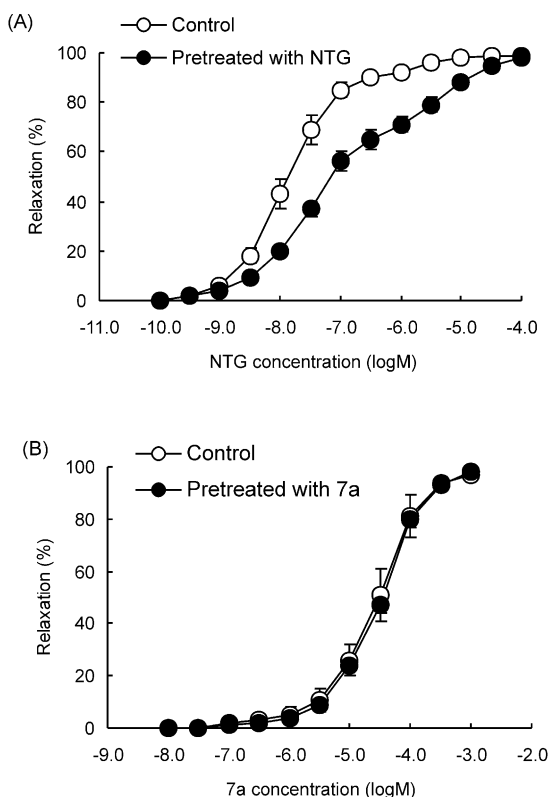 (A)
Control
Pretreated with NTG
100
80
60
40
20
0
Relaxation (%)
-11.0 -10.0 -9.0 -8.0 -7.0 -6.0 -5.0 -4.0
NTG concentration (logM)
(B)
Control
Pretreated with 7a
100
80
60
40
20
0
Relaxation (%)
-9.0 -8.0 -7.0 -6.0 -5.0 -4.0 -3.0 -2.0
7a concentration (logM)